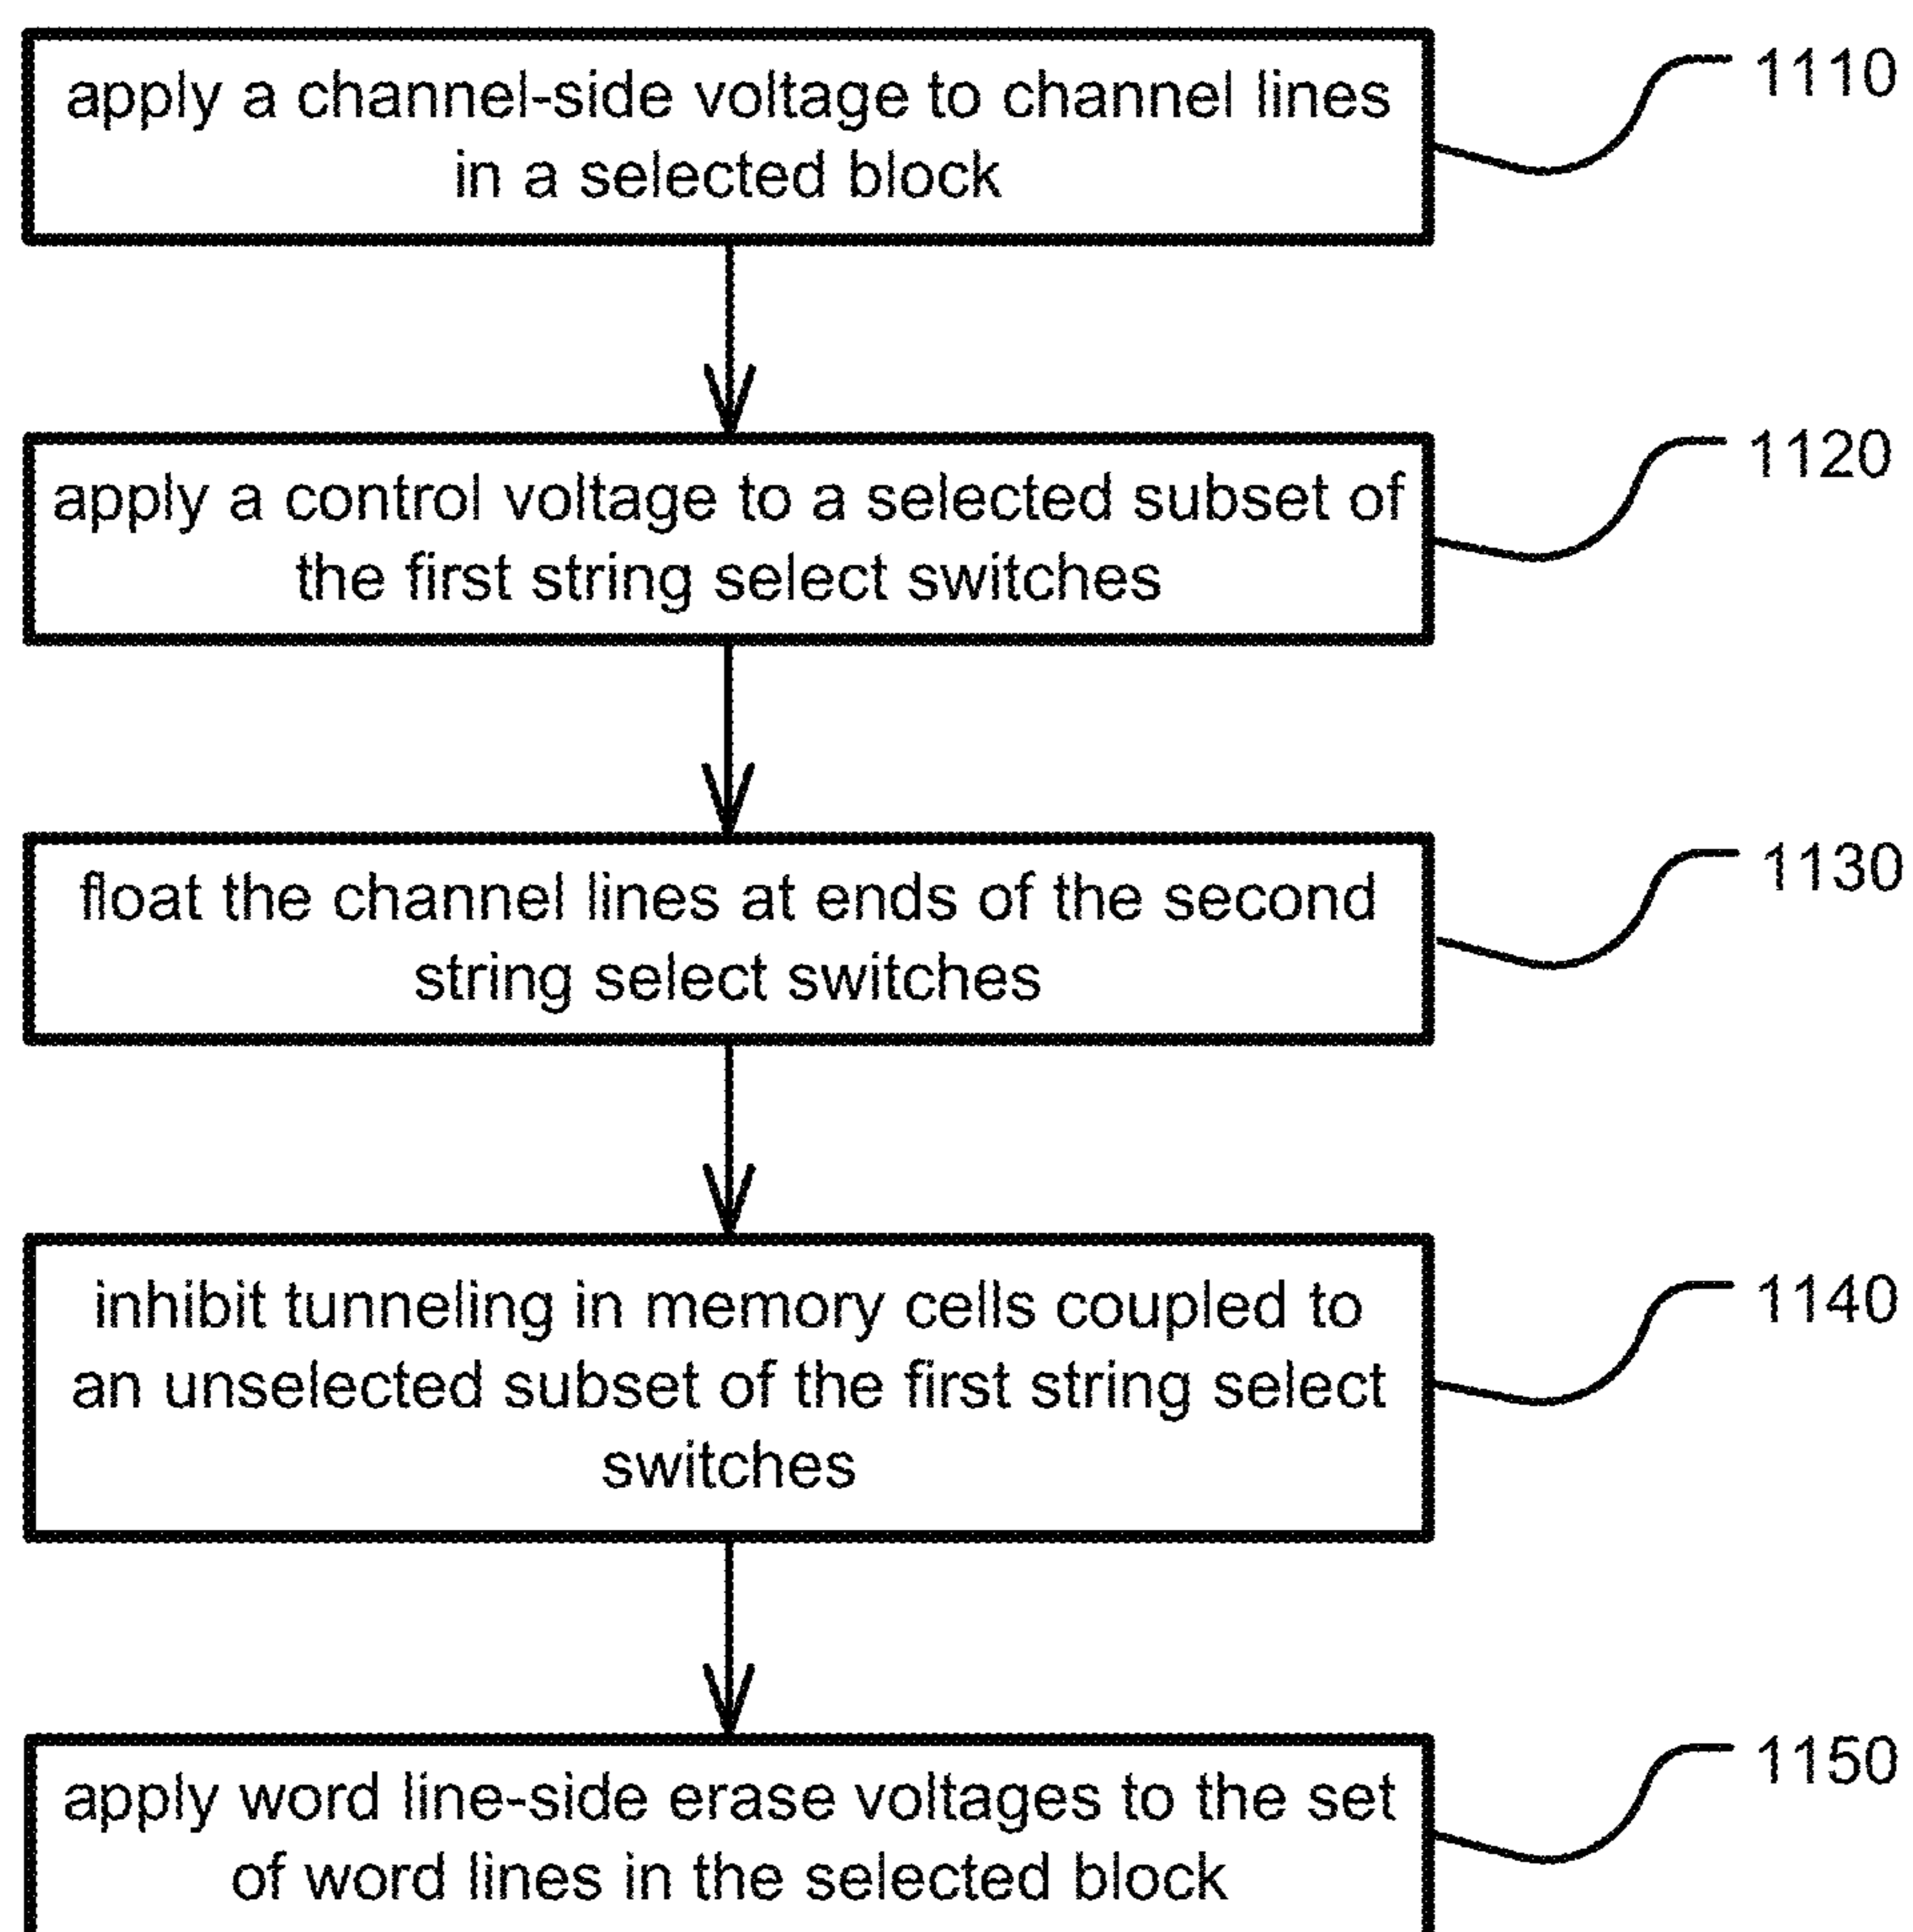 apply a channel-side voltage to channel lines
in a selected block
1110
apply a control voltage to a selected subset of
the first string select switches
1120
float the channel lines at ends of the second
string select switches
1130
inhibit tunneling in memory cells coupled to
an unselected subset of the first string select
switches
1140
apply word line-side erase voltages to the set
of word lines in the selected block
1150